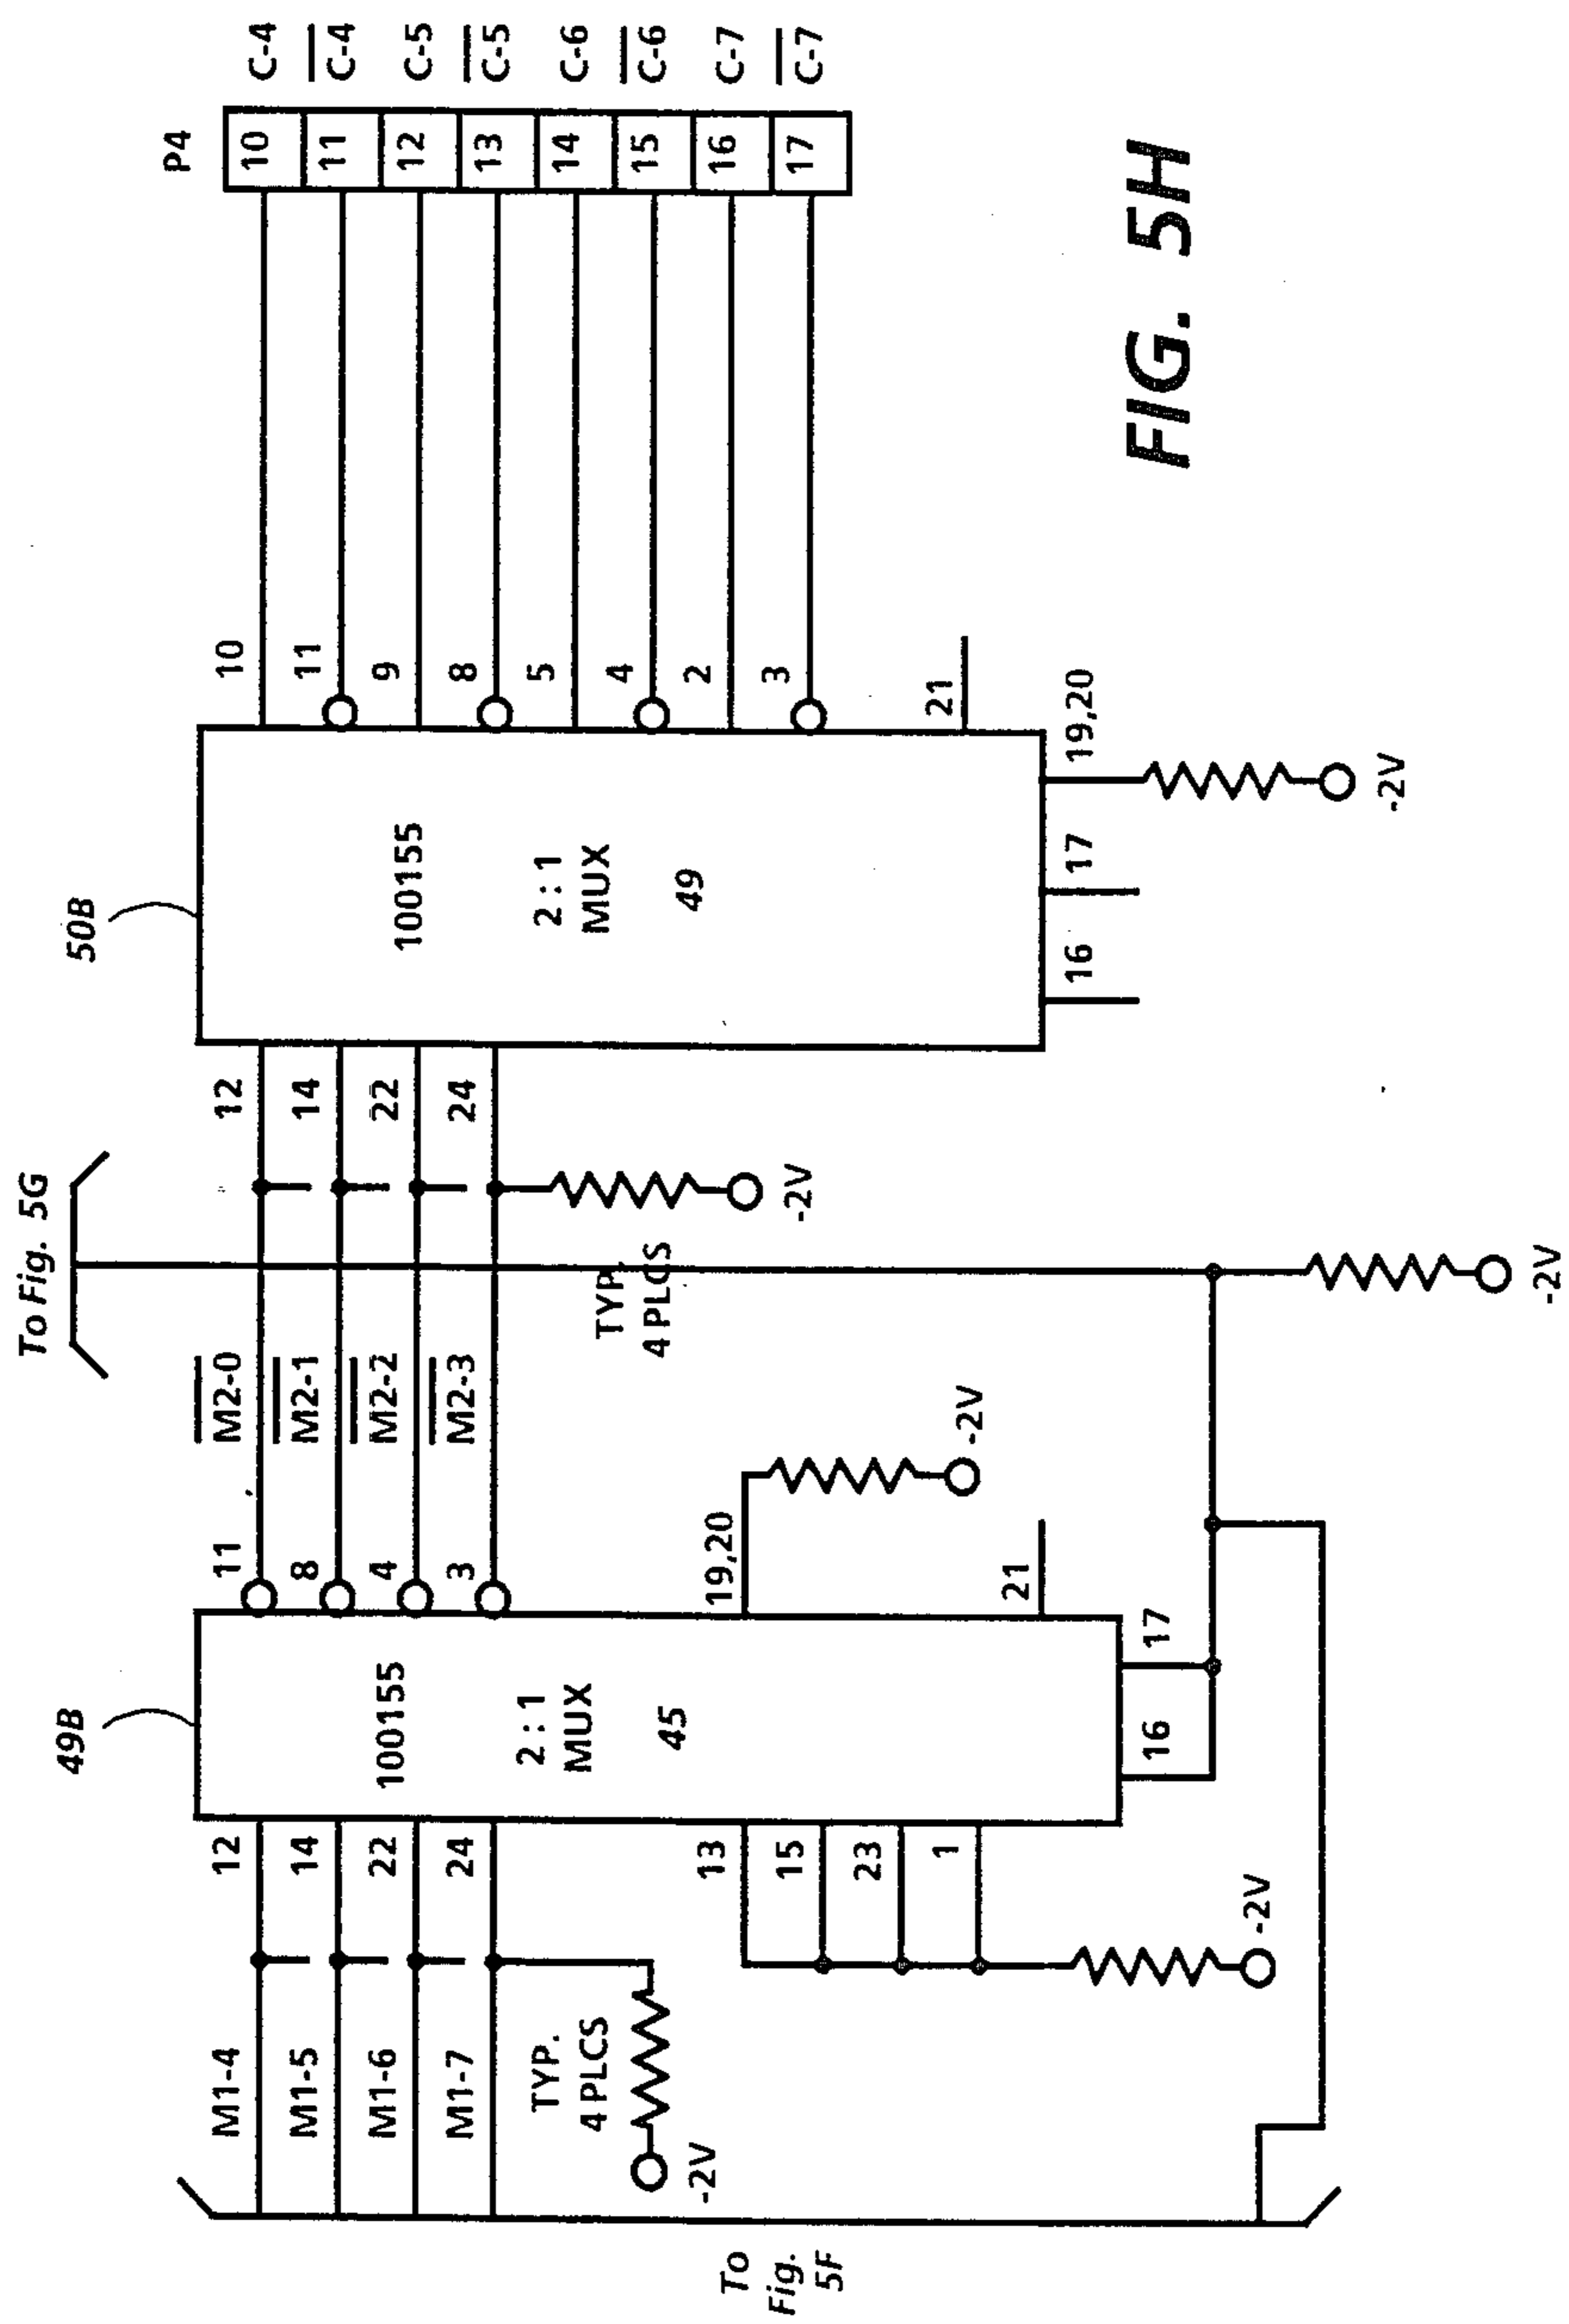 To Fig. 5G
49B
50B
P4
M1-4
12
11
M̅2̅-̅0̅
12
10
10
C-4
M1-5
14
8
M̅2̅-̅1̅
14
11
11
C̅-̅4̅
M1-6
22
4
M̅2̅-̅2̅
22
9
12
C-5
M1-7
24
3
M̅2̅-̅3̅
24
8
13
C̅-̅5̅
100155
2 : 1
MUX
45
100155
2 : 1
MUX
49
5
14
C-6
4
15
C̅-̅6̅
2
16
C-7
3
17
C̅-̅7̅
TYP.
4 PLCS
-2V
TYP.
4 PLCS
-2V
13
15
23
1
-2V
19,20
-2V
21
21
16
17
16
17
19,20
-2V
-2V
To
Fig.
5F
FIG. 5H